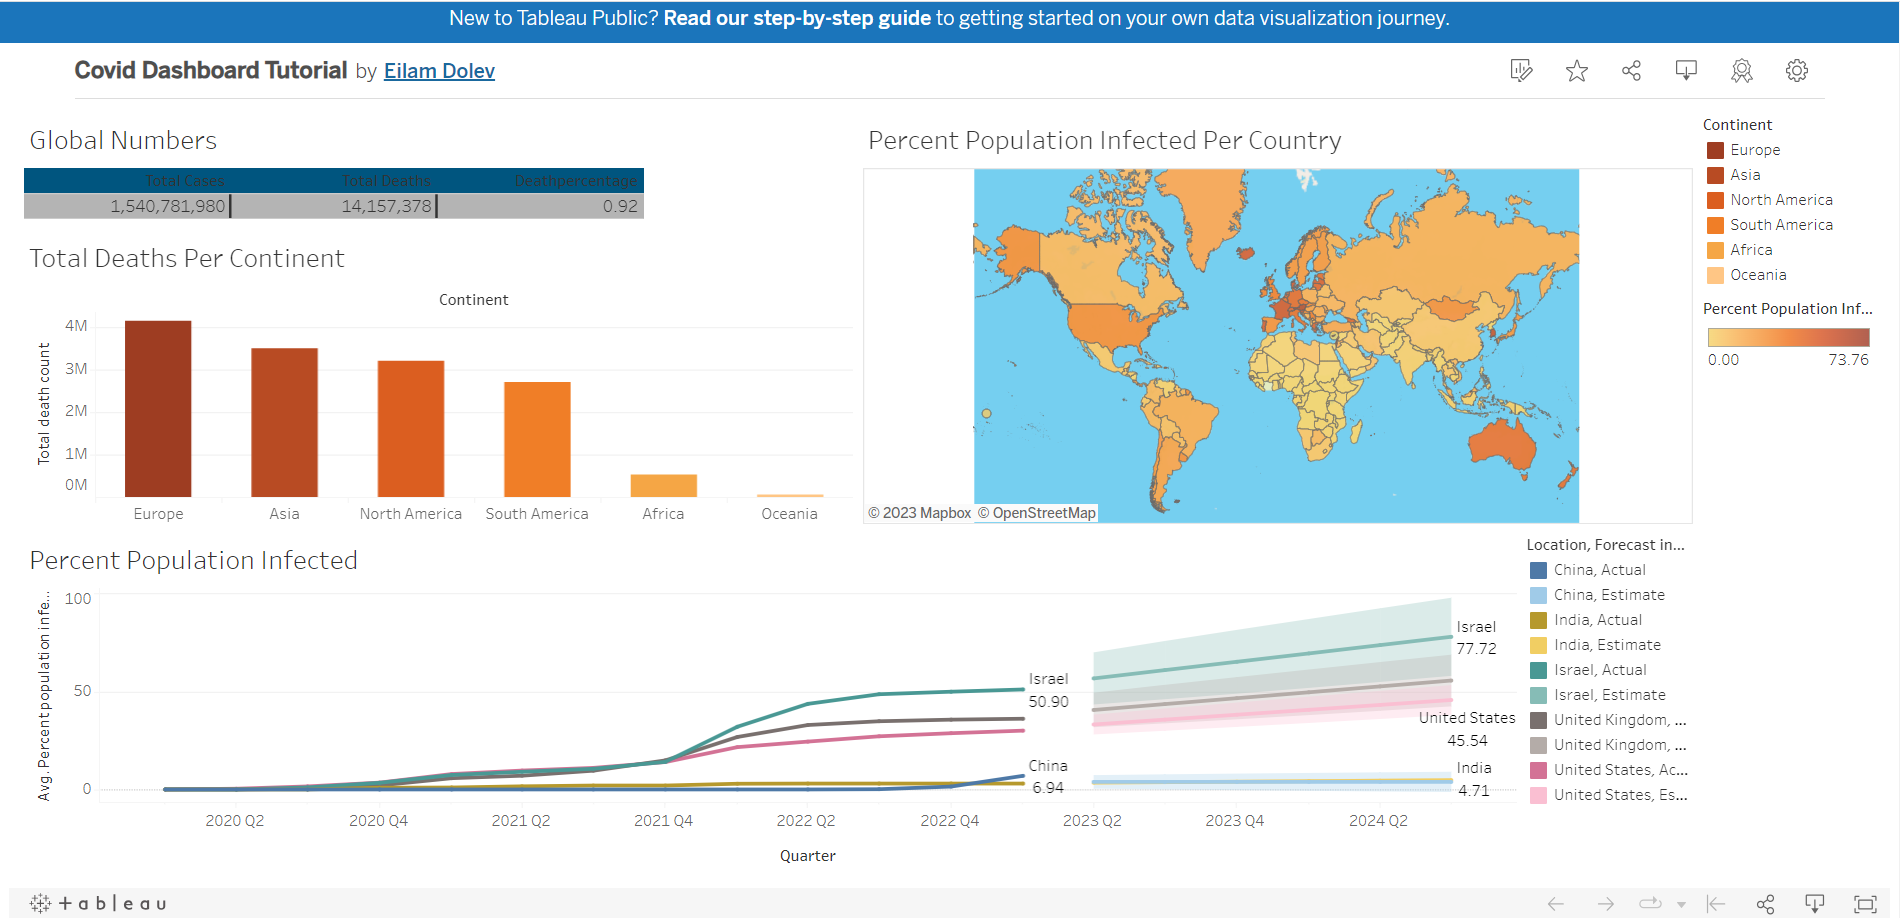 New to Tableau Public? Read our step-by-step guide to getting started on your own data visualization journey.
Covid Dashboard Tutorial by Eilam Dolev
Global Numbers
Total Cases Total Deaths Deathpercentage
1,540,781,980 14,157,378 0.92
Total Deaths Per Continent
Continent
Total death count
4M
3M
2M
1M
0M
Europe Asia North America South America Africa Oceania
Percent Population Infected Per Country
© 2023 Mapbox © OpenStreetMap
Continent
Europe
Asia
North America
South America
Africa
Oceania
Percent Population Inf...
0.00 73.76
Percent Population Infected
Avg. Percent population infe...
100
50
0
Israel
50.90
China
6.94
Israel
77.72
United States
45.54
India
4.71
2020 Q2 2020 Q4 2021 Q2 2021 Q4 2022 Q2 2022 Q4 2023 Q2 2023 Q4 2024 Q2
Quarter
Location, Forecast in...
China, Actual
China, Estimate
India, Actual
India, Estimate
Israel, Actual
Israel, Estimate
United Kingdom, ...
United Kingdom, ...
United States, Ac...
United States, Es...
+ a b l e a u